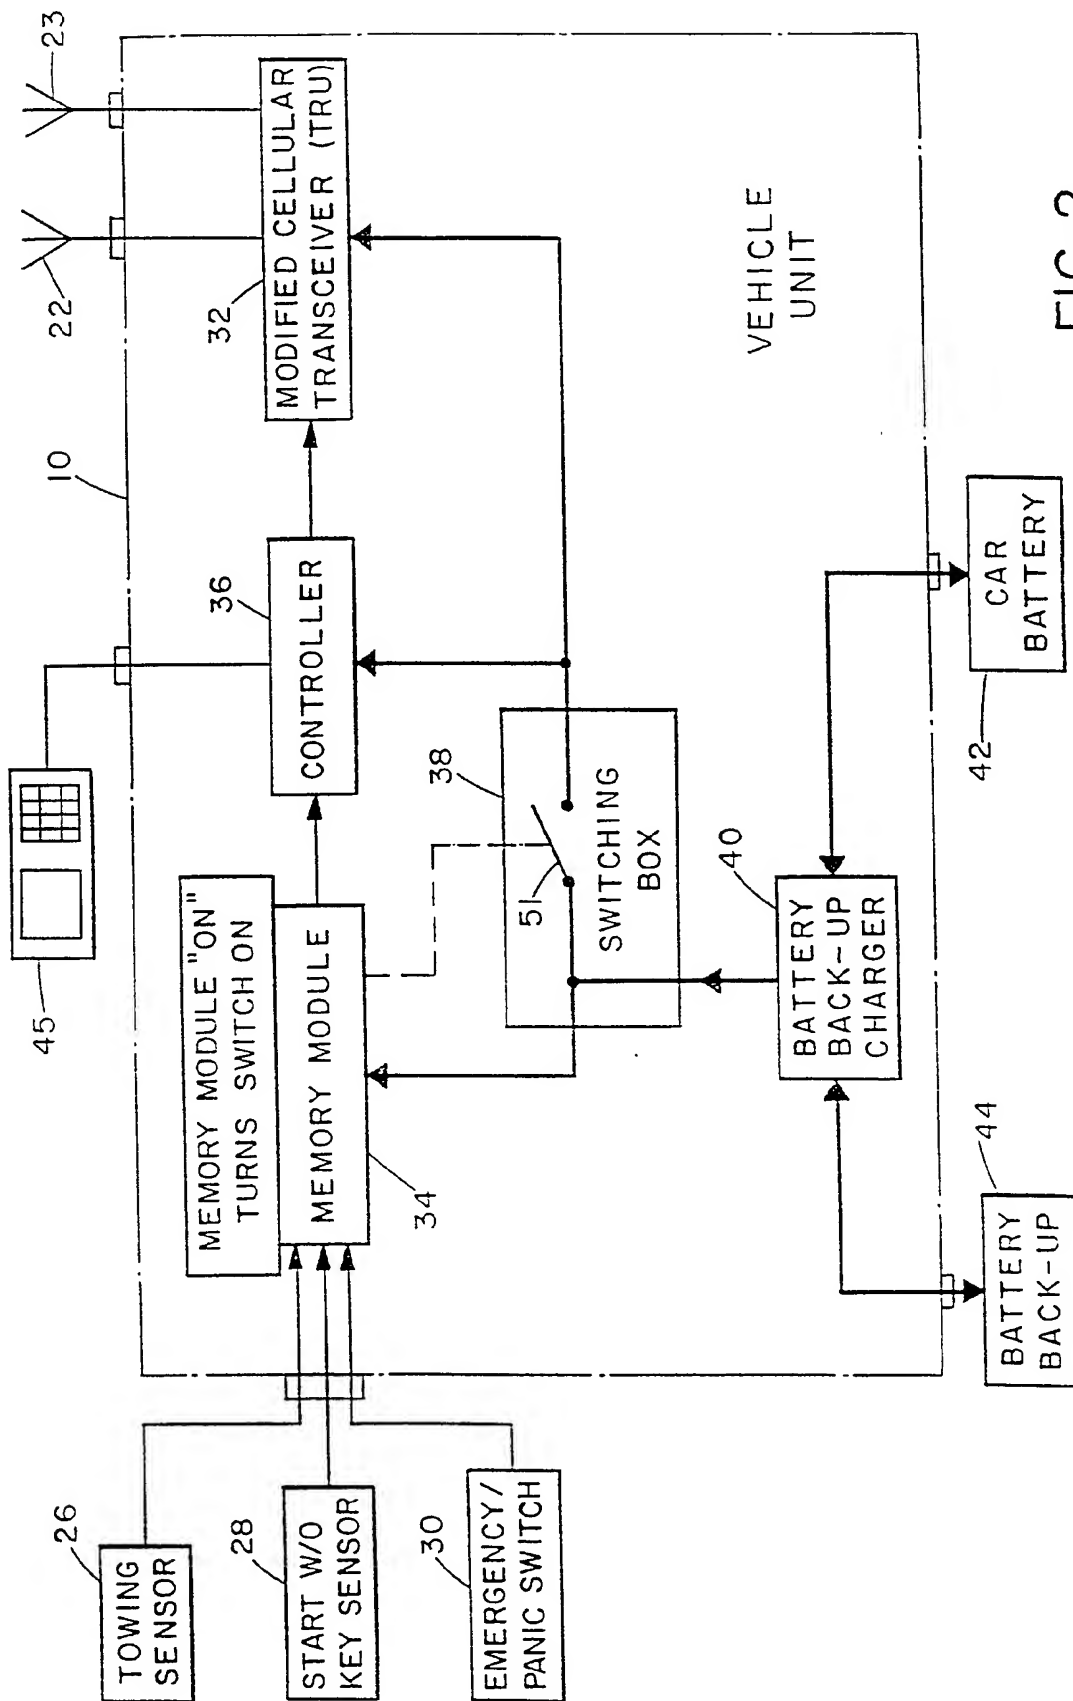 23
22
MODIFIED CELLULAR
TRANSCEIVER (TRU)
32
10
VEHICLE
UNIT
36
CONTROLLER
45
38
51
SWITCHING
BOX
MEMORY MODULE "ON"
TURNS SWITCH ON
MEMORY MODULE
34
40
BATTERY
BACK-UP
CHARGER
CAR
BATTERY
42
44
BATTERY
BACK-UP
26
TOWING
SENSOR
28
START W/O
KEY SENSOR
30
EMERGENCY/
PANIC SWITCH